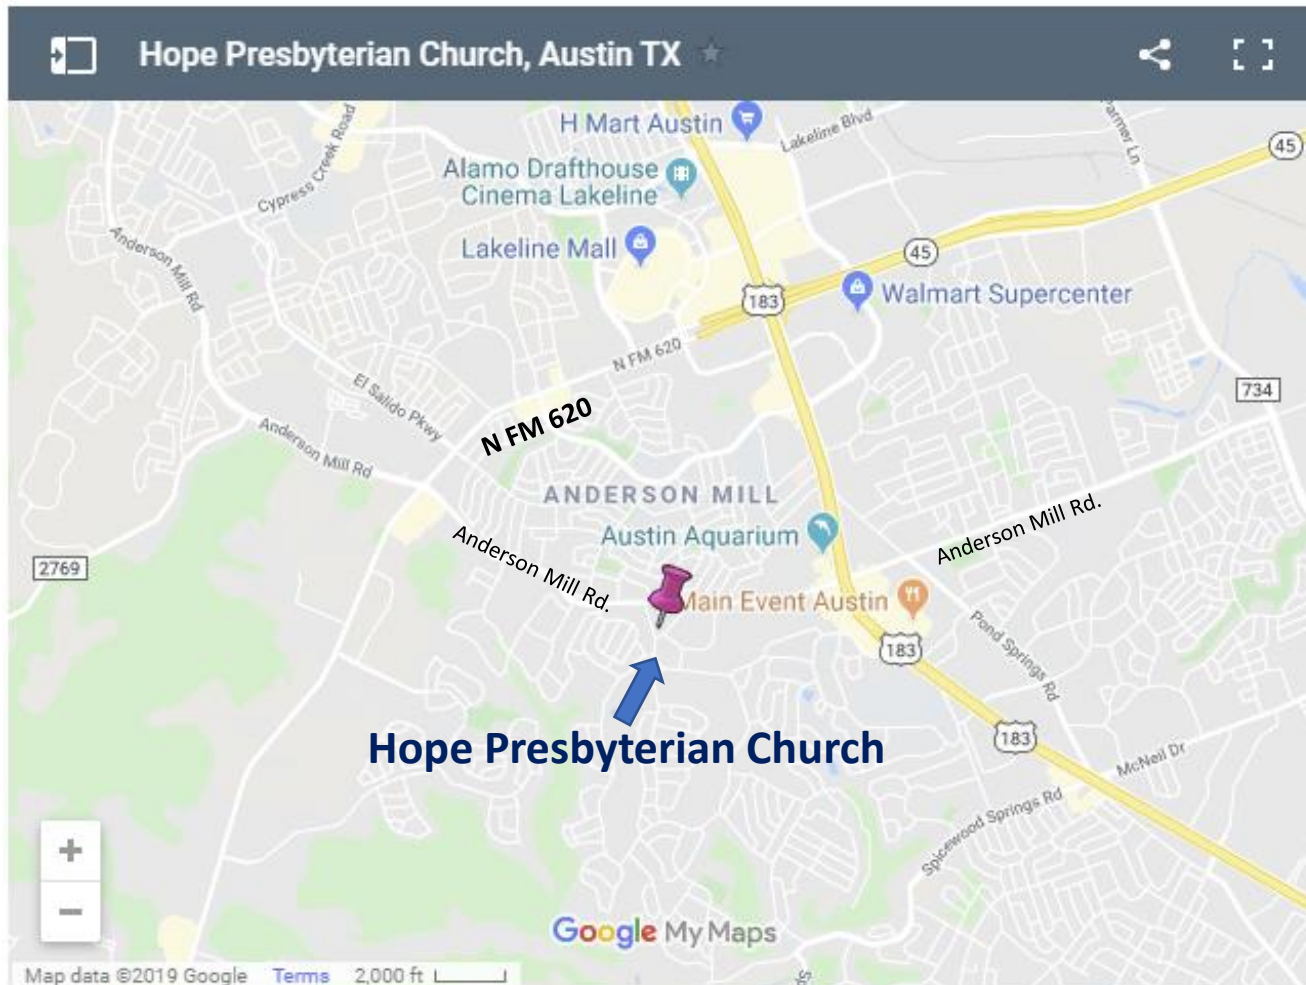 Hope Presbyterian Church, Austin TX
H Mart Austin
Lakeline Blvd
Parmer Ln
45
Cypress Creek Road
Alamo Drafthouse
Cinema Lakeline
Anderson Mill Rd
Lakeline Mall
45
183
Walmart Supercenter
N FM 620
El Salido Pkwy
734
N FM 620
Anderson Mill Rd
ANDERSON MILL
Austin Aquarium
Anderson Mill Rd.
Anderson Mill Rd.
2769
Main Event Austin
183
Pond Springs Rd
Hope Presbyterian Church
183
McNeil Dr
Spicewood Springs Rd
+
−
Google My Maps
Map data ©2019 Google Terms 2,000 ft